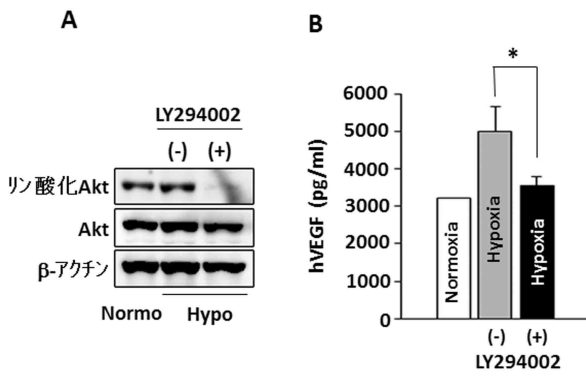 A
LY294002
(-) (+)
リン酸化Akt
Akt
β-アクチン
Normo Hypo
B
*
hVEGF (pg/ml)
6000
5000
4000
3000
2000
1000
0
Normoxia
Hypoxia
Hypoxia
(-) (+)
LY294002